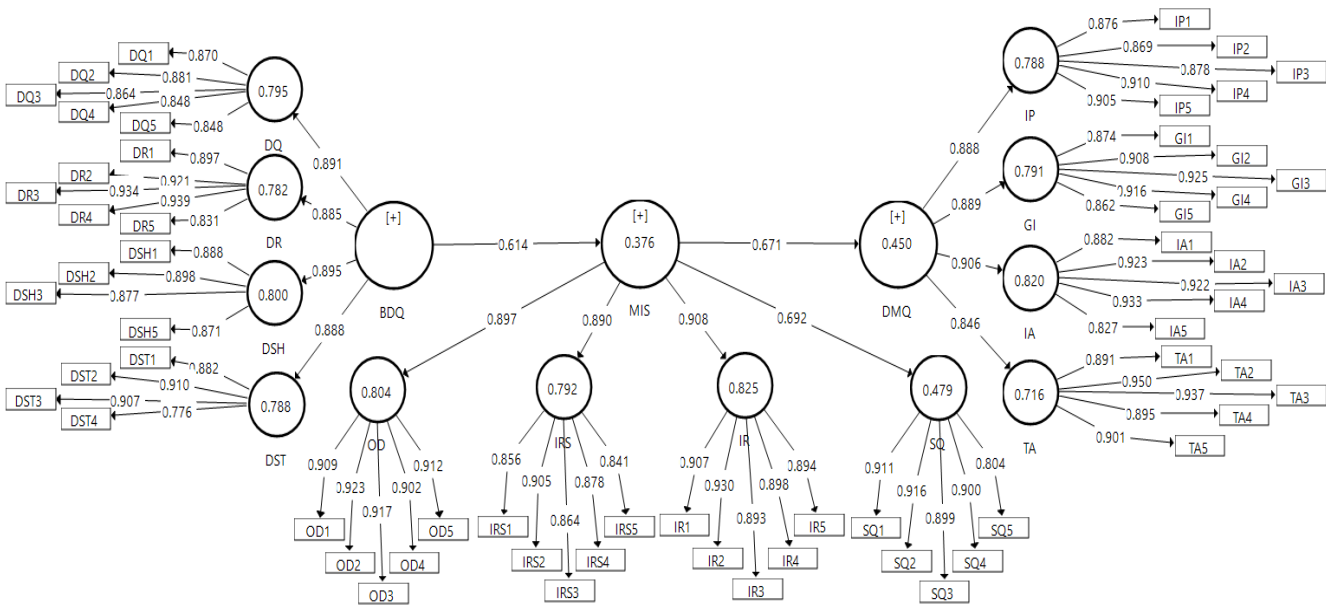 DQ1
0.870
DQ2
0.881
DQ3
0.864
DQ4
0.848
DQ5
0.848
0.795
DQ
DR1
0.897
DR2
0.921
DR3
0.934
DR4
0.939
DR5
0.831
0.782
DR
DSH1
0.888
DSH2
0.898
DSH3
0.877
DSH5
0.871
0.800
DSH
DST1
0.882
DST2
0.910
DST3
0.907
DST4
0.776
0.788
DST
0.891
0.885
0.895
0.888
[+]
BDQ
0.614
[+]
0.376
MIS
0.671
[+]
0.450
DMQ
0.897
0.890
0.908
0.692
0.804
OD
0.909
0.923
0.917
0.902
0.912
OD1
OD2
OD3
OD4
OD5
0.792
IRS
0.856
0.905
0.864
0.878
0.841
IRS1
IRS2
IRS3
IRS4
IRS5
0.825
IR
0.907
0.930
0.893
0.898
0.894
IR1
IR2
IR3
IR4
IR5
0.479
SQ
0.911
0.916
0.899
0.900
0.804
SQ1
SQ2
SQ3
SQ4
SQ5
0.888
0.889
0.906
0.846
0.788
IP
0.876
IP1
0.869
IP2
0.878
IP3
0.910
IP4
0.905
IP5
0.791
GI
0.874
GI1
0.908
GI2
0.925
GI3
0.916
GI4
0.862
GI5
0.820
IA
0.882
IA1
0.923
IA2
0.922
IA3
0.933
IA4
0.827
IA5
0.716
TA
0.891
TA1
0.950
TA2
0.937
TA3
0.895
TA4
0.901
TA5